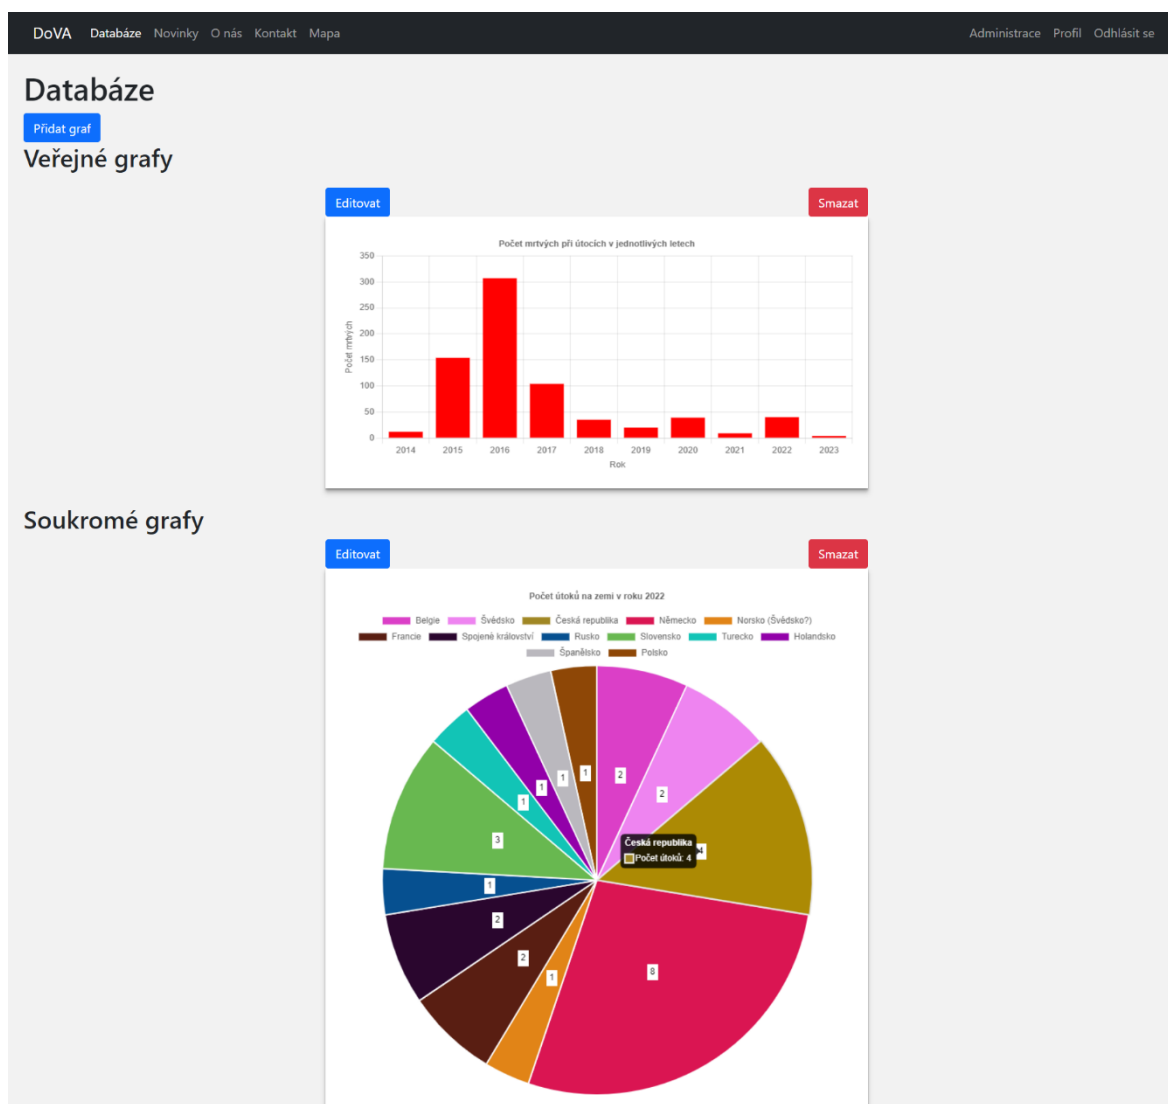 DoVA Databáze Novinky O nás Kontakt Mapa Administrace Profil Odhlásit se
Databáze
Přidat graf
Veřejné grafy
Editovat Smazat
Počet mrtvých při útocích v jednotlivých letech
350
300
250
200
150
100
50
0
Počet mrtvých
2014 2015 2016 2017 2018 2019 2020 2021 2022 2023
Rok
Soukromé grafy
Editovat Smazat
Počet útoků na zemi v roku 2022
Belgie Švédsko Česká republika Německo Norsko (Švédsko?)
Francie Spojené království Rusko Slovensko Turecko Holandsko
Španělsko Polsko
1 1 1 2
1 2
3 Česká republika
Počet útoků: 4 4
1
2
2 1 8